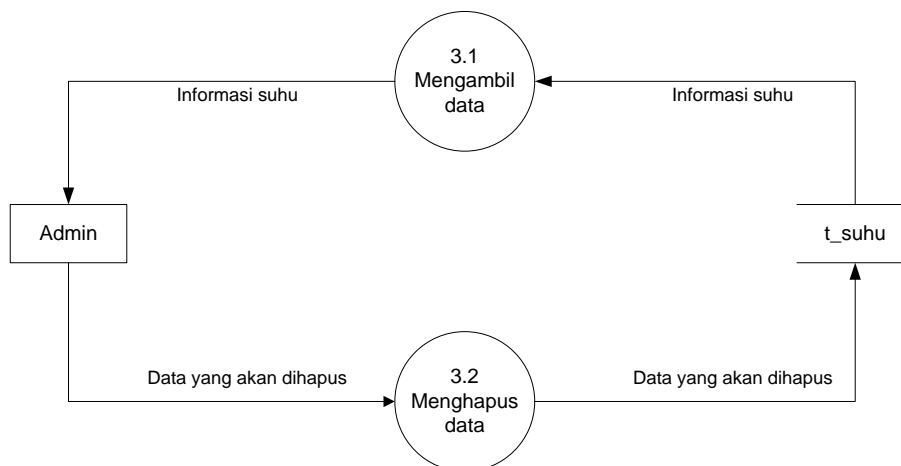 3.1
Mengambil
data
Informasi suhu
Informasi suhu
Admin
t_suhu
Data yang akan dihapus
3.2
Menghapus
data
Data yang akan dihapus